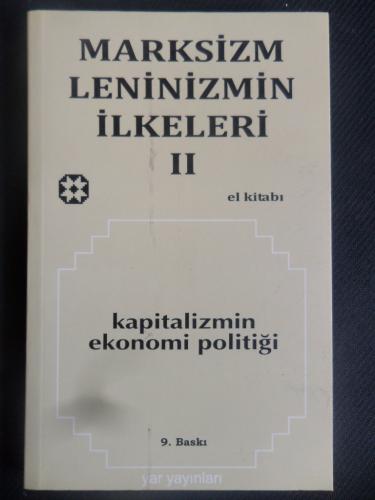 MARKSİZM
LENİNİZMİN
İLKELERİ
II
el kitabı
kapitalizmin
ekonomi politiği
9. Baskı
yar yayınları